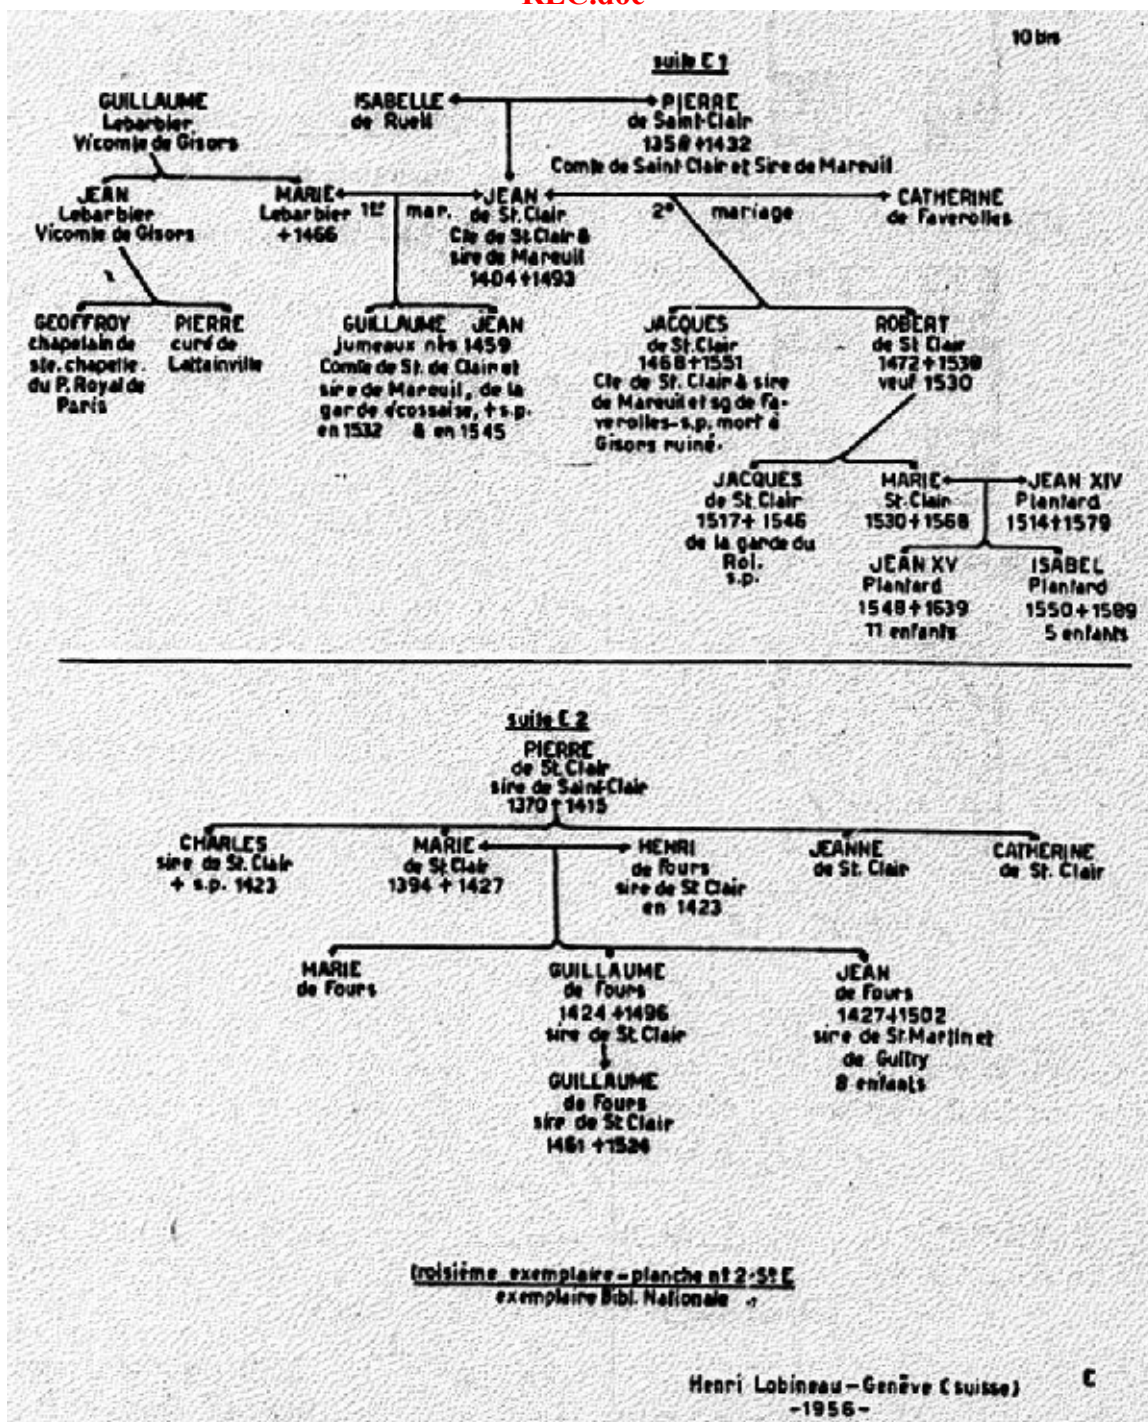 REC.doc
10 bis
suite E 1
GUILLAUME
Lebarbier
Vicomte de Gisors
ISABELLE
de Ruell
PIERRE
de Saint-Clair
1358+1432
Comte de Saint-Clair et Sire de Mareuil
JEAN
Lebarbier
Vicomte de Gisors
MARIE
Lebarbier
+1466
1er mar.
JEAN
de St. Clair
Cte de St. Clair &
sire de Mareuil
1404+1493
2e mariage
CATHERINE
de Faverolles
GEOFFROY
chapelain de
ste. chapelle.
du P. Royal de
Paris
PIERRE
curé de
Lattainville
GUILLAUME JEAN
jumeaux nés 1459
Comte de St. de Clair et
sire de Mareuil, de la
garde écossaise, + s.p.
en 1532 & en 1545
JACQUES
de St. Clair
1468+1551
Cte de St. Clair & sire
de Mareuil et sg de Fa-
verolles-s.p. mort à
Gisors ruiné.
ROBERT
de St Clair
1472+1538
veuf 1530
JACQUES
de St. Clair
1517+ 1546
de la garde du
Roi.
s.p.
MARIE
St. Clair
1530+1568
JEAN XIV
Plantard
1514+1579
JEAN XV
Plantard
1548+1639
11 enfants
ISABEL
Plantard
1550+1589
5 enfants
suite E 2
PIERRE
de St. Clair
sire de Saint-Clair
1370+1415
CHARLES
sire de St. Clair
+ s.p. 1423
MARIE
de St. Clair
1394 + 1427
HENRI
de Fours
sire de St Clair
en 1423
JEANNE
de St. Clair
CATHERINE
de St. Clair
MARIE
de Fours
GUILLAUME
de Fours
1424+1496
sire de St. Clair
JEAN
de Fours
1427+1502
sire de St Martin et
de Guitry
8 enfants
GUILLAUME
de Fours
sire de St Clair
1461 +1524
troisième exemplaire - planche n° 2-St E
exemplaire Bibl. Nationale
Henri Lobineau - Genève (suisse)
-1956-
E